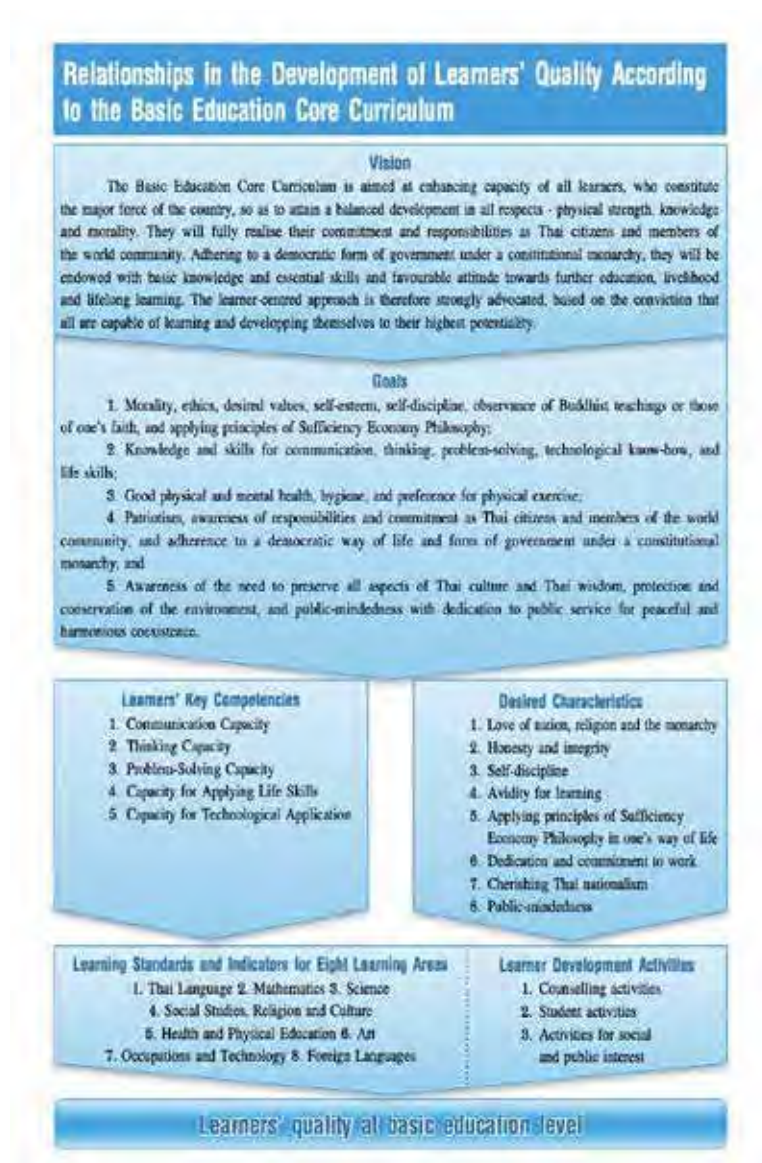 Relationships in the Development of Learners' Quality According
to the Basic Education Core Curriculum
Vision
The Basic Education Core Curriculum is aimed at enhancing capacity of all learners, who constitute
the major force of the country, so as to attain a balanced development in all respects - physical strength, knowledge
and morality. They will fully realise their commitment and responsibilities as Thai citizens and members of
the world community. Adhering to a democratic form of government under a constitutional monarchy, they will be
endowed with basic knowledge and essential skills and favourable attitude towards further education, livelihood
and lifelong learning. The learner-centred approach is therefore strongly advocated, based on the conviction that
all are capable of learning and developping themselves to their highest potentiality.
Goals
1. Morality, ethics, desired values, self-esteem, self-discipline, observance of Buddhist teachings or those
of one's faith, and applying principles of Sufficiency Economy Philosophy;
2. Knowledge and skills for communication, thinking, problem-solving, technological know-how, and
life skills;
3. Good physical and mental health, hygiene, and preference for physical exercise;
4. Patriotism, awareness of responsibilities and commitment as Thai citizens and members of the world
community, and adherence to a democratic way of life and form of government under a constitutional
monarchy; and
5. Awareness of the need to preserve all aspects of Thai culture and Thai wisdom, protection and
conservation of the environment, and public-mindedness with dedication to public service for peaceful and
harmonious coexistence.
Learners' Key Competencies
1. Communication Capacity
2. Thinking Capacity
3. Problem-Solving Capacity
4. Capacity for Applying Life Skills
5. Capacity for Technological Application
Desired Characteristics
1. Love of nation, religion and the monarchy
2. Honesty and integrity
3. Self-discipline
4. Avidity for learning
5. Applying principles of Sufficiency
Economy Philosophy in one's way of life
6. Dedication and commitment to work
7. Cherishing Thai nationalism
8. Public-mindedness
Learning Standards and Indicators for Eight Learning Areas
1. Thai Language 2. Mathematics 3. Science
4. Social Studies, Religion and Culture
5. Health and Physical Education 6. Art
7. Occupations and Technology 8. Foreign Languages
Learner Development Activities
1. Counselling activities
2. Student activities
3. Activities for social
and public interest
Learners' quality at basic education level